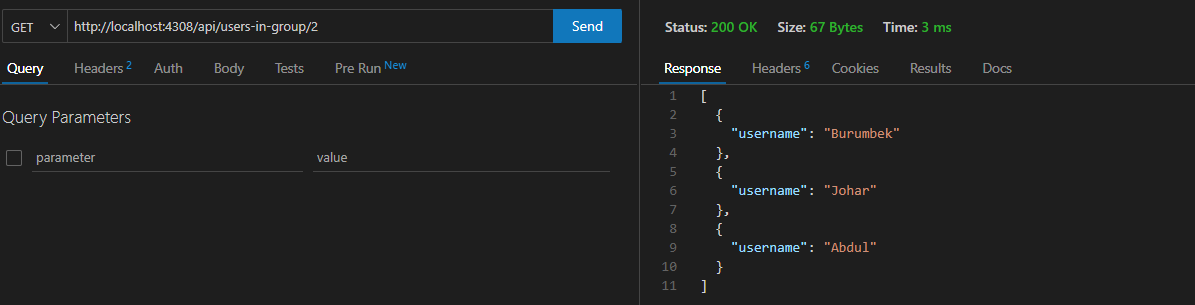 GET http://localhost:4308/api/users-in-group/2 Send
Query Headers 2 Auth Body Tests Pre Run New
Query Parameters
parameter value
Status: 200 OK Size: 67 Bytes Time: 3 ms
Response Headers 6 Cookies Results Docs
1 [
2 {
3 "username": "Burumbek"
4 },
5 {
6 "username": "Johar"
7 },
8 {
9 "username": "Abdul"
10 }
11 ]